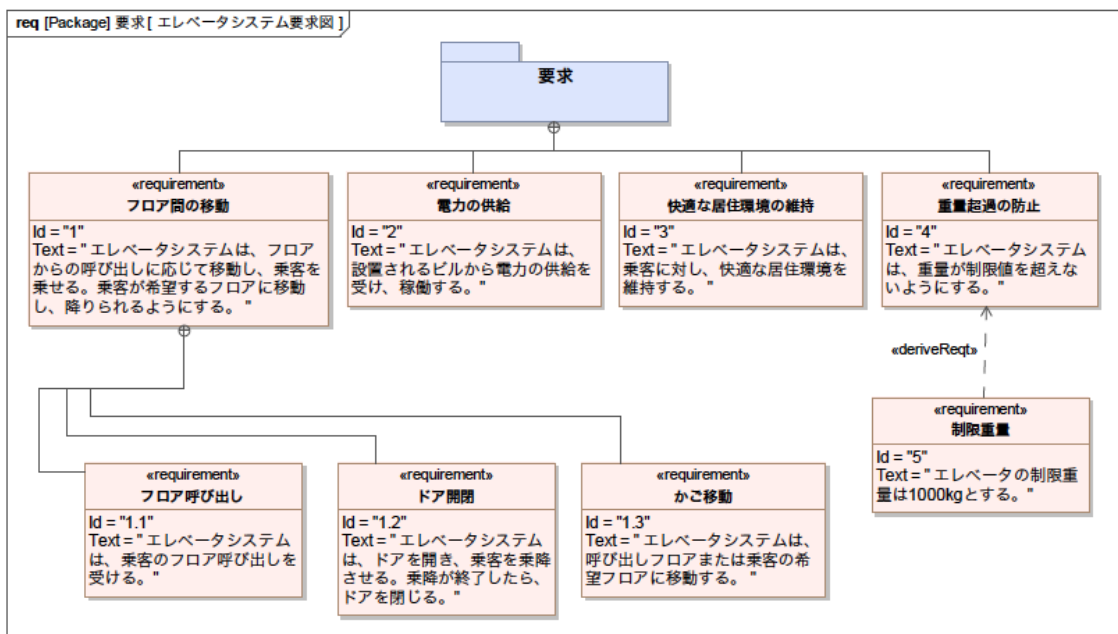 req [Package] 要求 [ エレベータシステム要求図 ]
要求
«requirement»
フロア間の移動
Id = "1"
Text = " エレベータシステムは、フロア
からの呼び出しに応じて移動し、乗客を
乗せる。乗客が希望するフロアに移動
し、降りられるようにする。 "
«requirement»
電力の供給
Id = "2"
Text = " エレベータシステムは、
設置されるビルから電力の供給を
受け、稼働する。"
«requirement»
快適な居住環境の維持
Id = "3"
Text = " エレベータシステムは、
乗客に対し、快適な居住環境を
維持する。 "
«requirement»
重量超過の防止
Id = "4"
Text = " エレベータシステム
は、重量が制限値を超えな
いようにする。"
«deriveReqt»
«requirement»
制限重量
Id = "5"
Text = " エレベータの制限重
量は1000kgとする。"
«requirement»
フロア呼び出し
Id = "1.1"
Text = " エレベータシステム
は、乗客のフロア呼び出しを
受ける。"
«requirement»
ドア開閉
Id = "1.2"
Text = " エレベータシステム
は、ドアを開き、乗客を乗降
させる。乗降が終了したら、
ドアを閉じる。"
«requirement»
かご移動
Id = "1.3"
Text = " エレベータシステムは、
呼び出しフロアまたは乗客の希
望フロアに移動する。 "